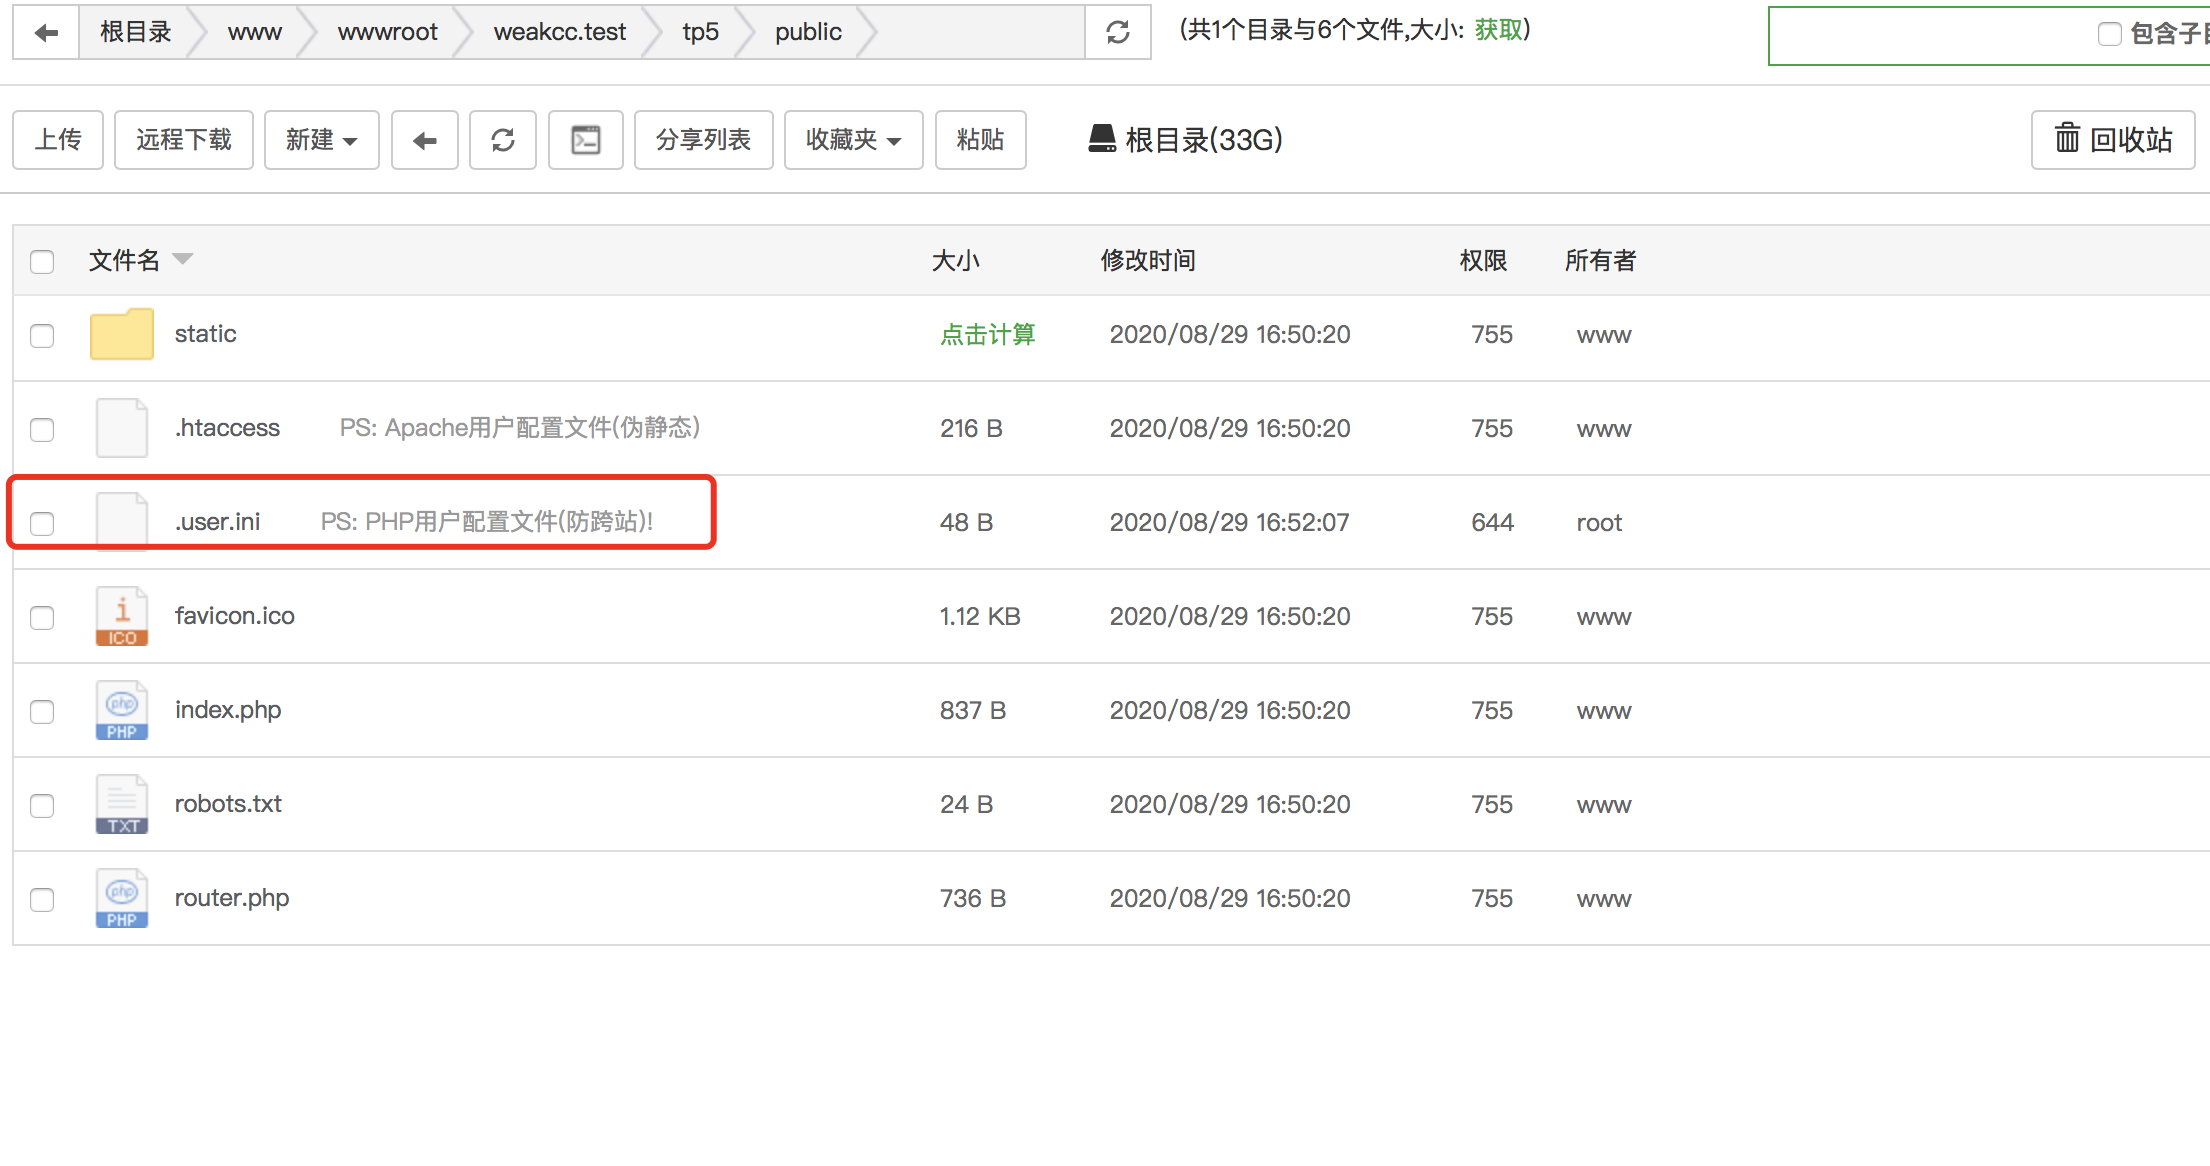 根目录 www wwwroot weakcc.test tp5 public (共1个目录与6个文件,大小: 获取) 包含子
上传 远程下载 新建 分享列表 收藏夹 粘贴 根目录(33G) 回收站
文件名 大小 修改时间 权限 所有者
static 点击计算 2020/08/29 16:50:20 755 www
.htaccess PS: Apache用户配置文件(伪静态) 216 B 2020/08/29 16:50:20 755 www
.user.ini PS: PHP用户配置文件(防跨站)! 48 B 2020/08/29 16:52:07 644 root
ICO favicon.ico 1.12 KB 2020/08/29 16:50:20 755 www
php PHP index.php 837 B 2020/08/29 16:50:20 755 www
TXT robots.txt 24 B 2020/08/29 16:50:20 755 www
php PHP router.php 736 B 2020/08/29 16:50:20 755 www